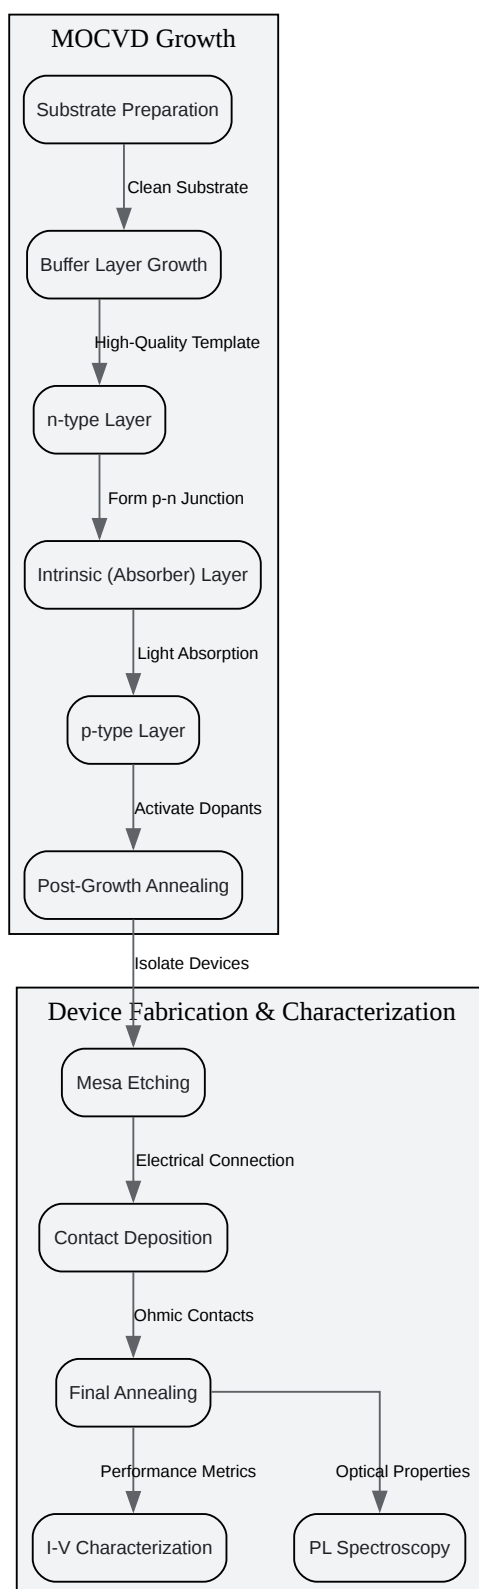 MOCVD Growth
Substrate Preparation
Clean Substrate
Buffer Layer Growth
High-Quality Template
n-type Layer
Form p-n Junction
Intrinsic (Absorber) Layer
Light Absorption
p-type Layer
Activate Dopants
Post-Growth Annealing
Isolate Devices
Device Fabrication & Characterization
Mesa Etching
Electrical Connection
Contact Deposition
Ohmic Contacts
Final Annealing
Performance Metrics
Optical Properties
I-V Characterization
PL Spectroscopy